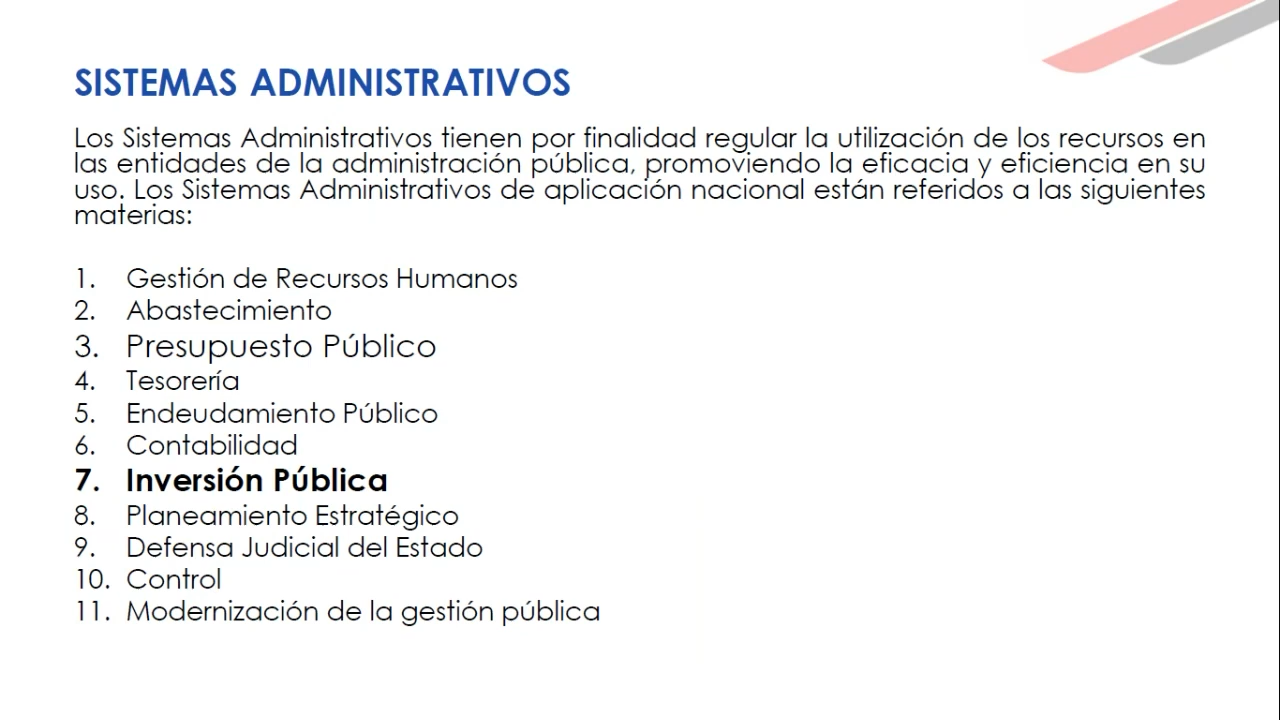 SISTEMAS ADMINISTRATIVOS
Los Sistemas Administrativos tienen por finalidad regular la utilización de los recursos en
las entidades de la administración pública, promoviendo la eficacia y eficiencia en su
uso. Los Sistemas Administrativos de aplicación nacional están referidos a las siguientes
materias:
1. Gestión de Recursos Humanos
2. Abastecimiento
3. Presupuesto Público
4. Tesorería
5. Endeudamiento Público
6. Contabilidad
7. Inversión Pública
8. Planeamiento Estratégico
9. Defensa Judicial del Estado
10. Control
11. Modernización de la gestión pública